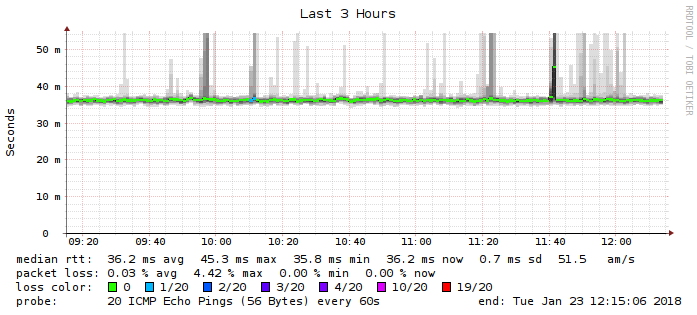 Last 3 Hours
RRDTOOL / TOBI OETIKER
Seconds
50 m
40 m
30 m
20 m
10 m
0
09:20 09:40 10:00 10:20 10:40 11:00 11:20 11:40 12:00
median rtt: 36.2 ms avg 45.3 ms max 35.8 ms min 36.2 ms now 0.7 ms sd 51.5 am/s
packet loss: 0.03 % avg 4.42 % max 0.00 % min 0.00 % now
loss color: 0 1/20 2/20 3/20 4/20 10/20 19/20
probe: 20 ICMP Echo Pings (56 Bytes) every 60s end: Tue Jan 23 12:15:06 2018